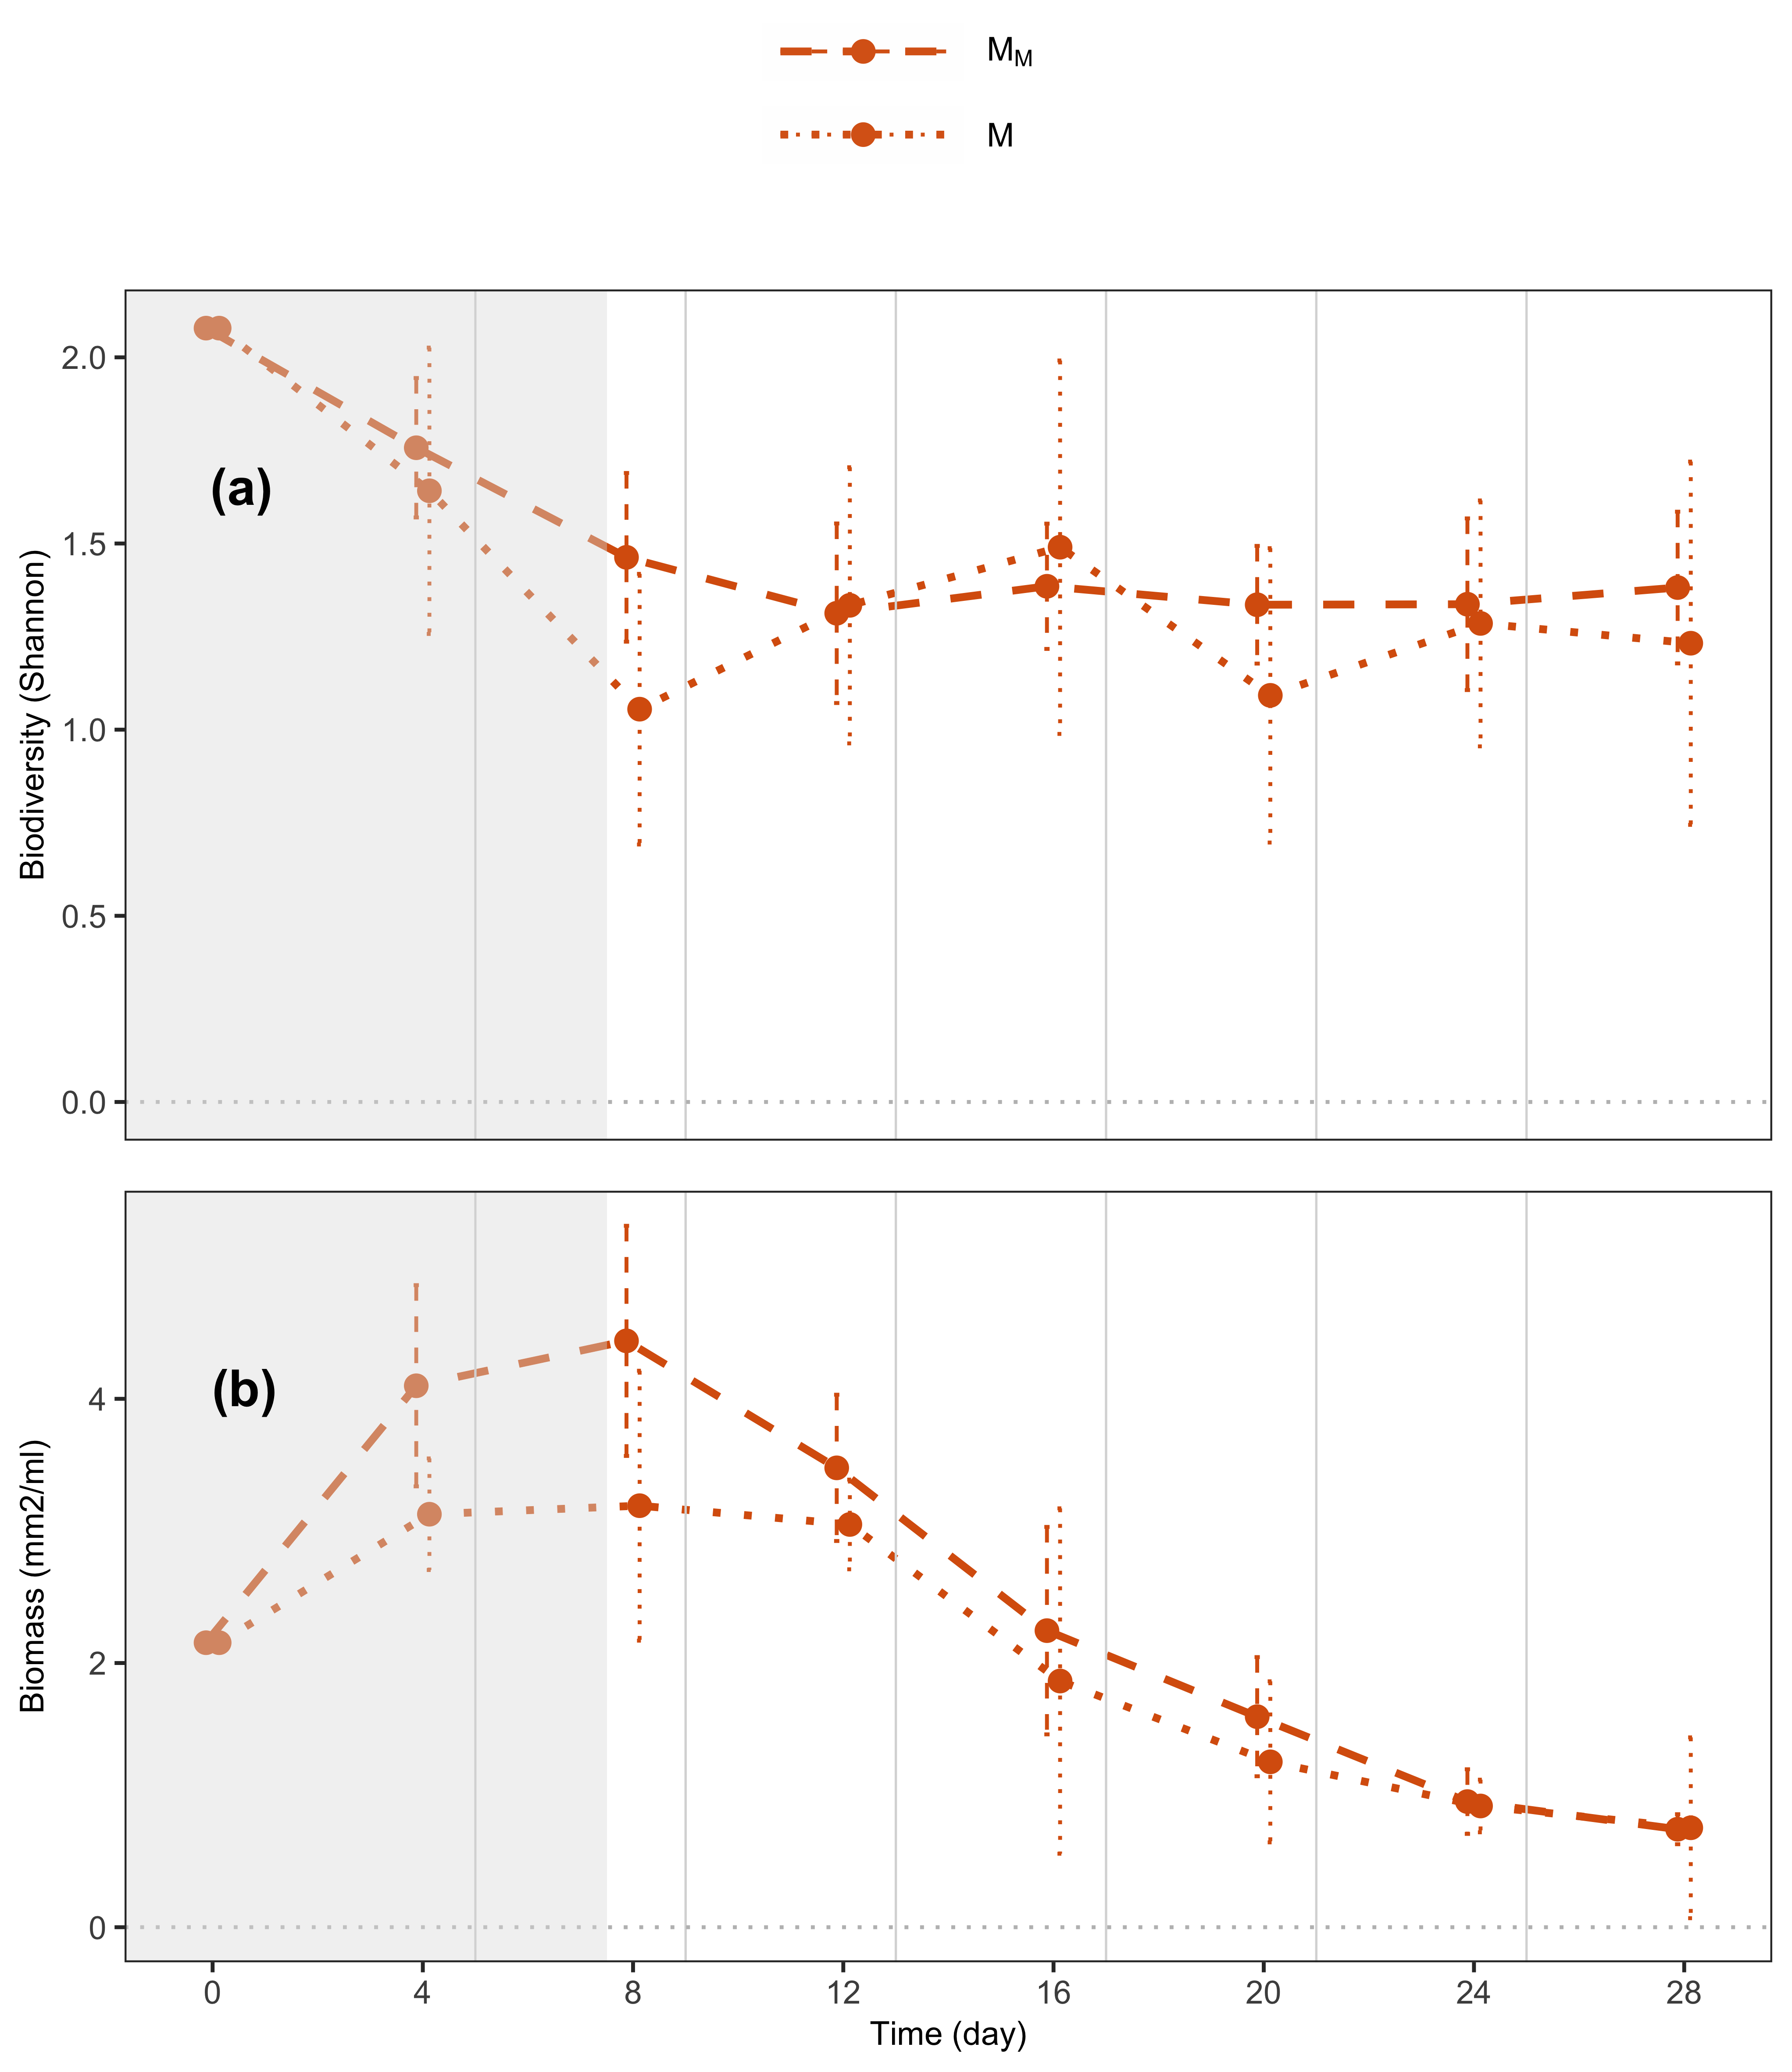 M_M
M
2.0
(a)
1.5
1.0
0.5
0.0
Biodiversity (Shannon)
(b)
4
2
0
Biomass (mm2/ml)
0 4 8 12 16 20 24 28
Time (day)